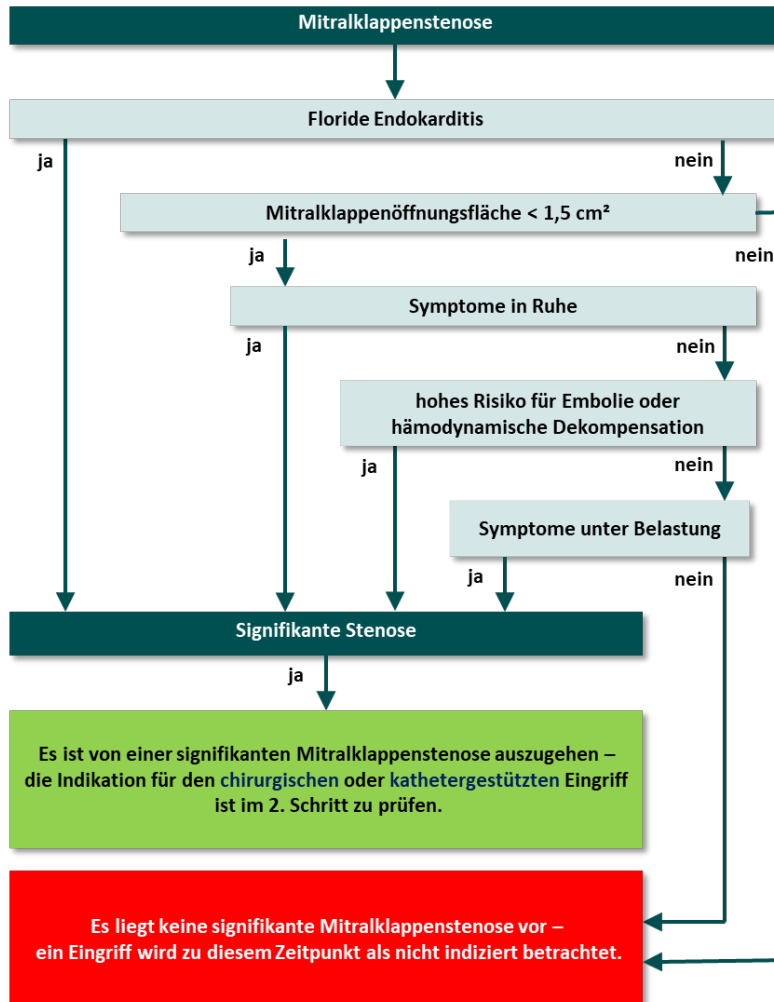 Mitralklappenstenose
Floride Endokarditis
ja
nein
Mitralklappenöffnungsfläche < 1,5 cm²
ja
nein
Symptome in Ruhe
ja
nein
hohes Risiko für Embolie oder
hämodynamische Dekompensation
ja
nein
Symptome unter Belastung
ja
nein
Signifikante Stenose
ja
Es ist von einer signifikanten Mitralklappenstenose auszugehen –
die Indikation für den chirurgischen oder kathetergestützten Eingriff
ist im 2. Schritt zu prüfen.
Es liegt keine signifikante Mitralklappenstenose vor –
ein Eingriff wird zu diesem Zeitpunkt als nicht indiziert betrachtet.